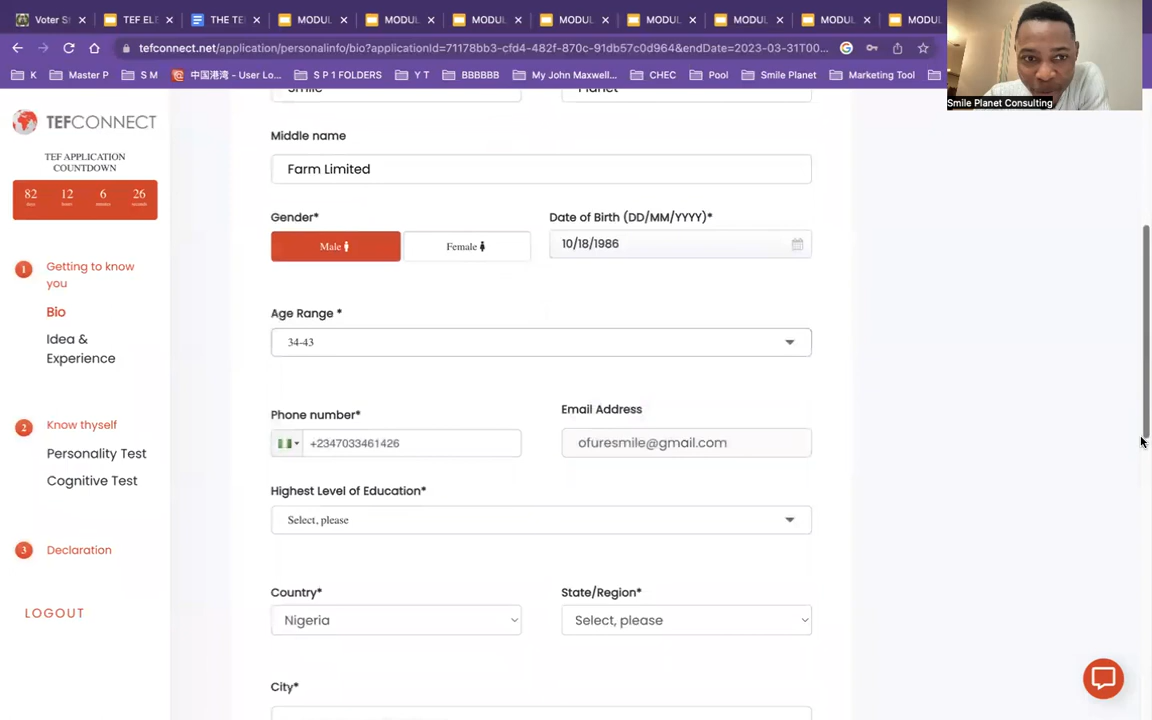 Voter S
TEF ELE
THE TE
MODUL
MODUL
MODUL
MODUL
MODUL
MODUL
MODUL
MODUL
tefconnect.net/application/personalinfo/bio?applicationId=71178bb3-cfd4-482f-870c-91db57c0d964&endDate=2023-03-31T00...
K
Master P
S M
中国港湾 - User Lo...
S P 1 FOLDERS
Y T
BBBBBB
My John Maxwel...
CHEC
Pool
Smile Planet
Marketing Tool
Smile Planet Consulting
TEFCONNECT
TEF APPLICATION
COUNTDOWN
82 12 6 26
Getting to know
you
1
Bio
Idea &
Experience
2
Know thyself
Personality Test
Cognitive Test
3
Declaration
LOGOUT
Smile
Planet
Middle name
Farm Limited
Gender*
Male
Female
Date of Birth (DD/MM/YYYY)*
10/18/1986
Age Range *
34-43
Phone number*
+2347033461426
Email Address
ofuresmile@gmail.com
Highest Level of Education*
Select, please
Country*
Nigeria
State/Region*
Select, please
City*